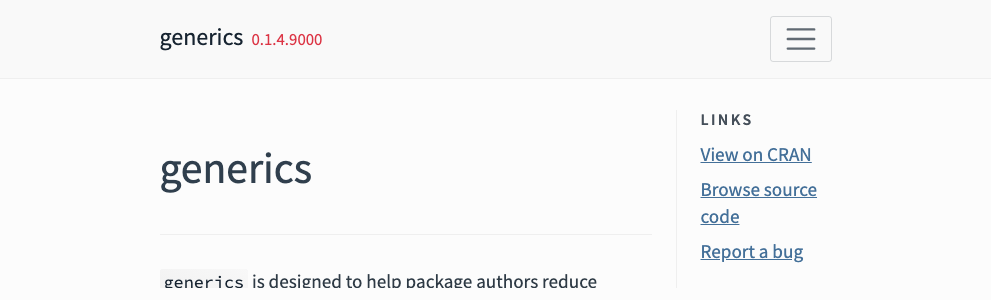 generics 0.1.4.9000
generics
generics is designed to help package authors reduce
LINKS
View on CRAN
Browse source
code
Report a bug